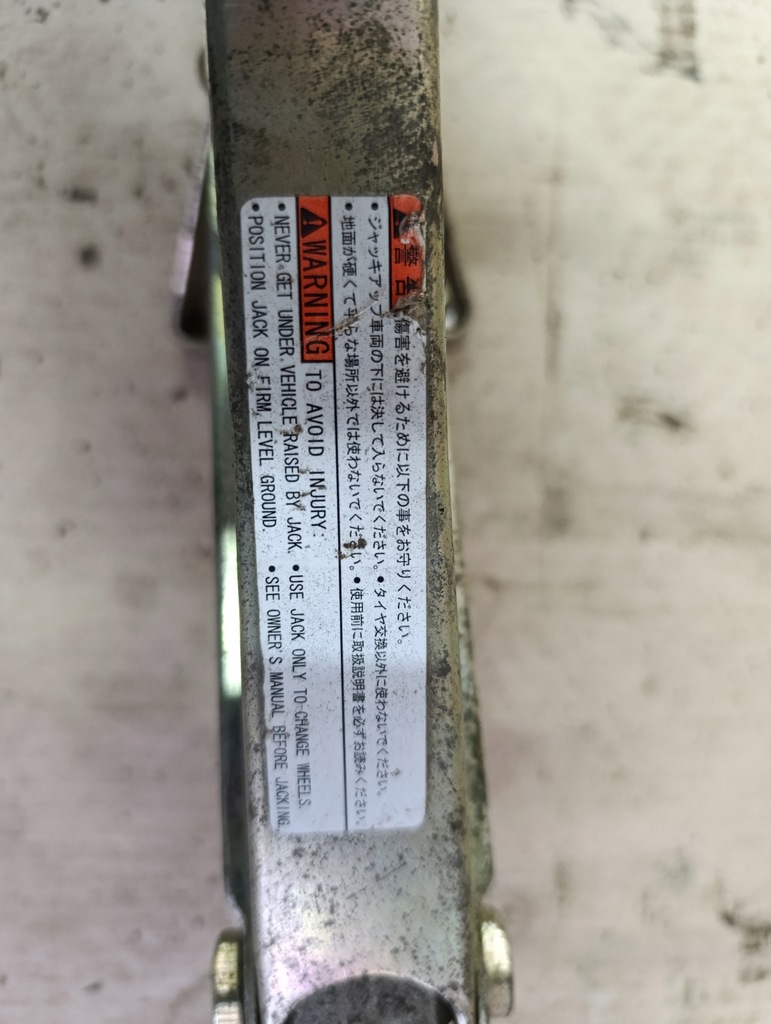 警告 傷害を避けるために以下の事をお守りください。
• ジャッキアップ車両の下には決して入らないでください。 • タイヤ交換以外に使わないでください。
• 地面が硬くて平らな場所以外では使わないでください。 • 使用前に取扱説明書を必ずお読みください。
WARNING TO AVOID INJURY:
• NEVER GET UNDER VEHICLE RAISED BY JACK. • USE JACK ONLY TO CHANGE WHEELS.
• POSITION JACK ON FIRM, LEVEL GROUND. • SEE OWNER'S MANUAL BEFORE JACKING.